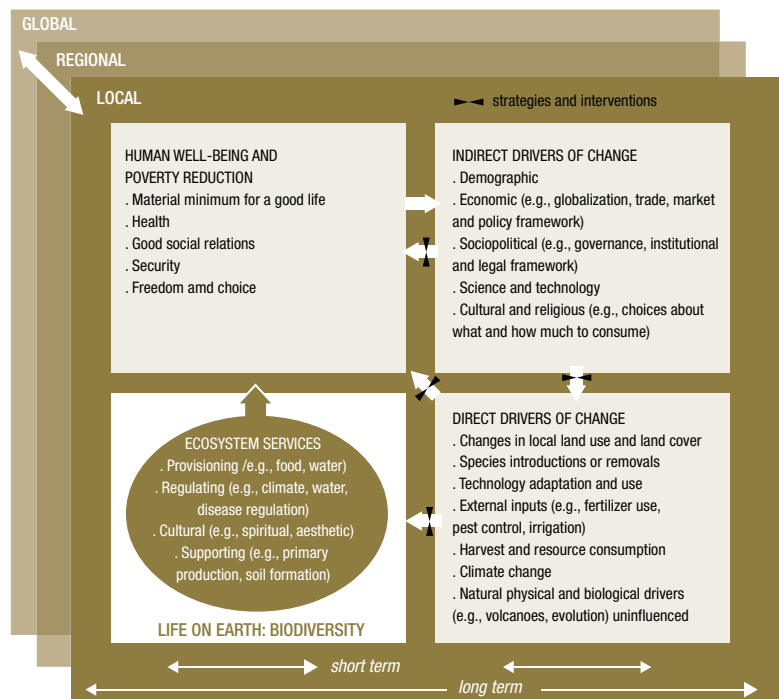 GLOBAL
REGIONAL
LOCAL
strategies and interventions
HUMAN WELL-BEING AND
POVERTY REDUCTION
. Material minimum for a good life
. Health
. Good social relations
. Security
. Freedom amd choice
INDIRECT DRIVERS OF CHANGE
. Demographic
. Economic (e.g., globalization, trade, market
and policy framework)
. Sociopolitical (e.g., governance, institutional
and legal framework)
. Science and technology
. Cultural and religious (e.g., choices about
what and how much to consume)
ECOSYSTEM SERVICES
. Provisioning /e.g., food, water)
. Regulating (e.g., climate, water,
disease regulation)
. Cultural (e.g., spiritual, aesthetic)
. Supporting (e.g., primary
production, soil formation)
LIFE ON EARTH: BIODIVERSITY
DIRECT DRIVERS OF CHANGE
. Changes in local land use and land cover
. Species introductions or removals
. Technology adaptation and use
. External inputs (e.g., fertilizer use,
pest control, irrigation)
. Harvest and resource consumption
. Climate change
. Natural physical and biological drivers
(e.g., volcanoes, evolution) uninfluenced
short term
long term